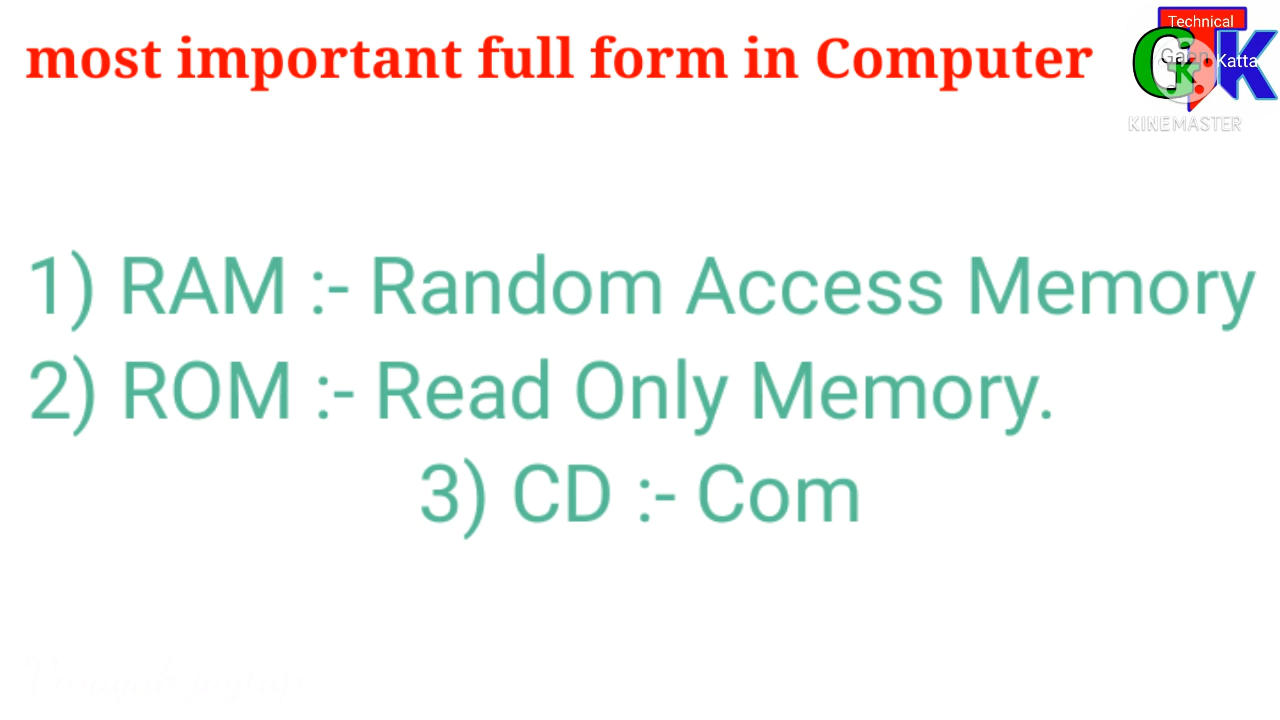 most important full form in Computer
Technical
Katta
GK
KINEMASTER
1) RAM :- Random Access Memory
2) ROM :- Read Only Memory.
3) CD :- Com